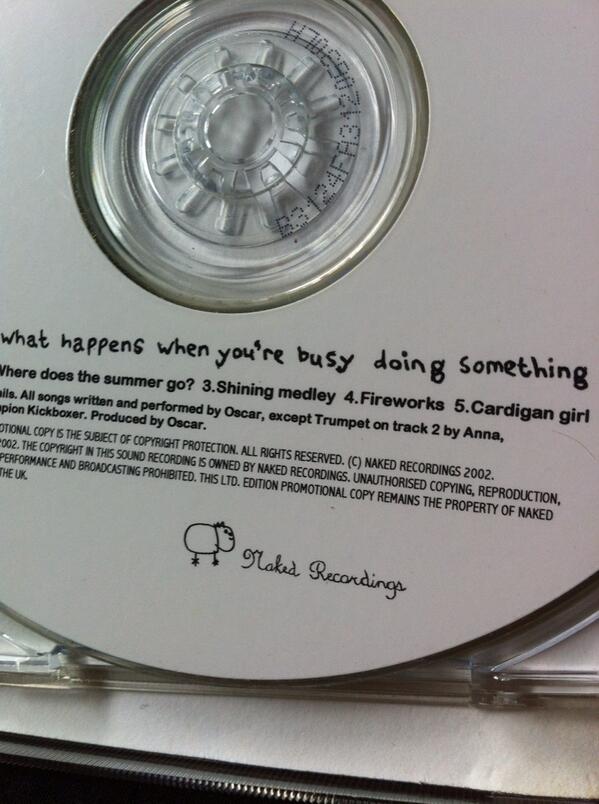 what happens when you're busy doing something
Where does the summer go? 3.Shining medley 4.Fireworks 5.Cardigan girl
ils. All songs written and performed by Oscar, except Trumpet on track 2 by Anna,
pion Kickboxer. Produced by Oscar.
OTIONAL COPY IS THE SUBJECT OF COPYRIGHT PROTECTION. ALL RIGHTS RESERVED. (C) NAKED RECORDINGS 2002.
2002. THE COPYRIGHT IN THIS SOUND RECORDING IS OWNED BY NAKED RECORDINGS. UNAUTHORISED COPYING, REPRODUCTION,
PERFORMANCE AND BROADCASTING PROHIBITED. THIS LTD. EDITION PROMOTIONAL COPY REMAINS THE PROPERTY OF NAKED
THE UK.
Naked Recordings